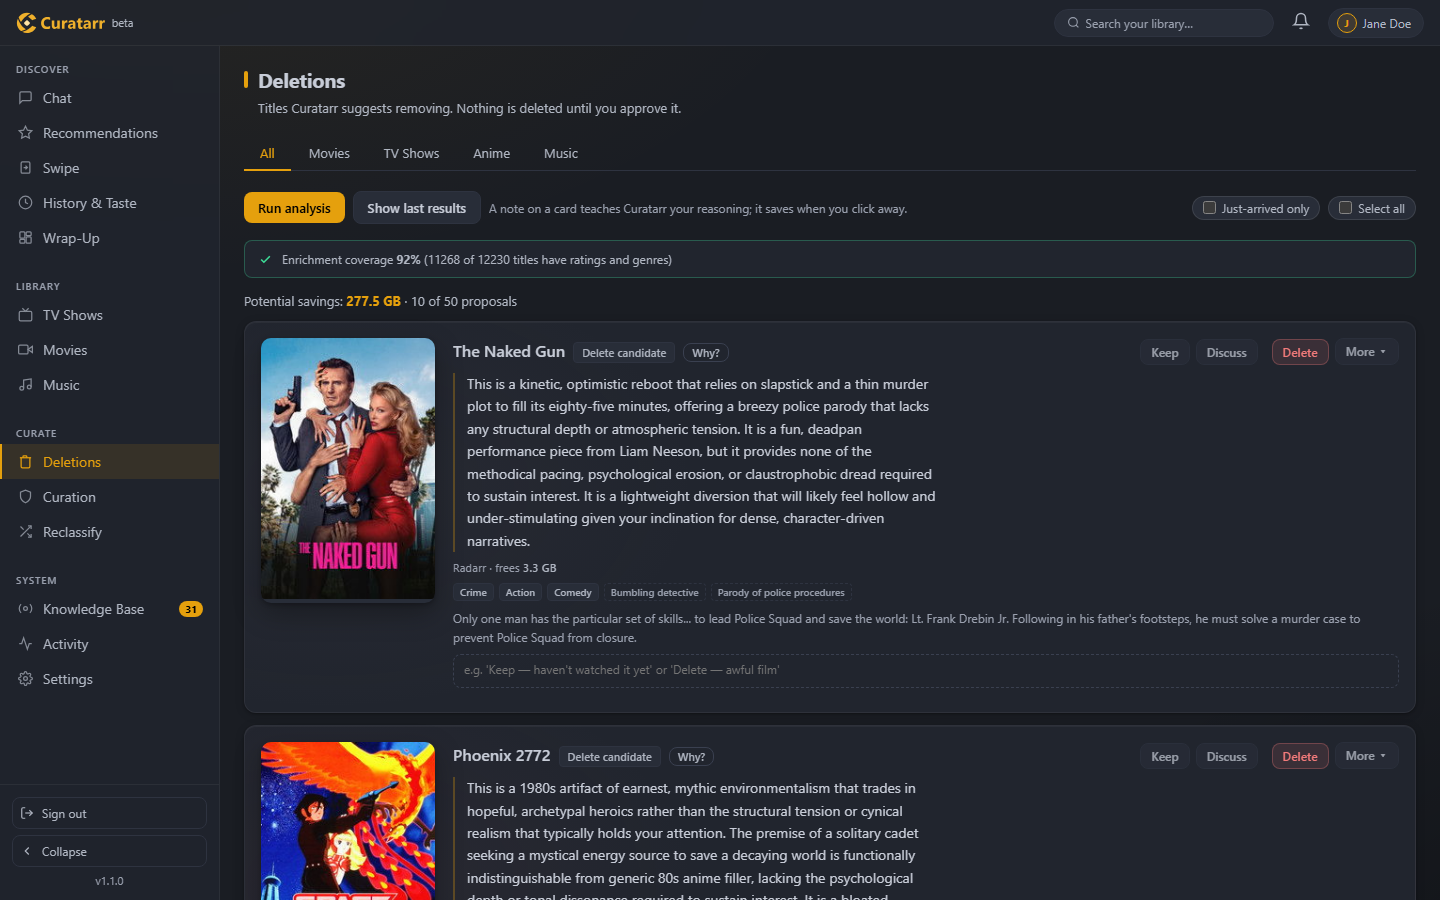 Curatarr beta
Search your library...
J Jane Doe
DISCOVER
Chat
Recommendations
Swipe
History & Taste
Wrap-Up
LIBRARY
TV Shows
Movies
Music
CURATE
Deletions
Curation
Reclassify
SYSTEM
Knowledge Base 31
Activity
Settings
Sign out
Collapse
v1.1.0
Deletions
Titles Curatarr suggests removing. Nothing is deleted until you approve it.
All Movies TV Shows Anime Music
Run analysis Show last results A note on a card teaches Curatarr your reasoning; it saves when you click away. Just-arrived only Select all
Enrichment coverage 92% (11268 of 12230 titles have ratings and genres)
Potential savings: 277.5 GB · 10 of 50 proposals
THE NAKED GUN
The Naked Gun Delete candidate Why? Keep Discuss Delete More
This is a kinetic, optimistic reboot that relies on slapstick and a thin murder
plot to fill its eighty-five minutes, offering a breezy police parody that lacks
any structural depth or atmospheric tension. It is a fun, deadpan
performance piece from Liam Neeson, but it provides none of the
methodical pacing, psychological erosion, or claustrophobic dread required
to sustain interest. It is a lightweight diversion that will likely feel hollow and
under-stimulating given your inclination for dense, character-driven
narratives.
Radarr · frees 3.3 GB
Crime Action Comedy Bumbling detective Parody of police procedures
Only one man has the particular set of skills... to lead Police Squad and save the world: Lt. Frank Drebin Jr. Following in his father's footsteps, he must solve a murder case to
prevent Police Squad from closure.
e.g. 'Keep — haven't watched it yet' or 'Delete — awful film'
Phoenix 2772 Delete candidate Why? Keep Discuss Delete More
This is a 1980s artifact of earnest, mythic environmentalism that trades in
hopeful, archetypal heroics rather than the structural tension or cynical
realism that typically holds your attention. The premise of a solitary cadet
seeking a mystical energy source to save a decaying world is functionally
indistinguishable from generic 80s anime filler, lacking the psychological
depth or tonal dissonance required to sustain interest. It is a bloated